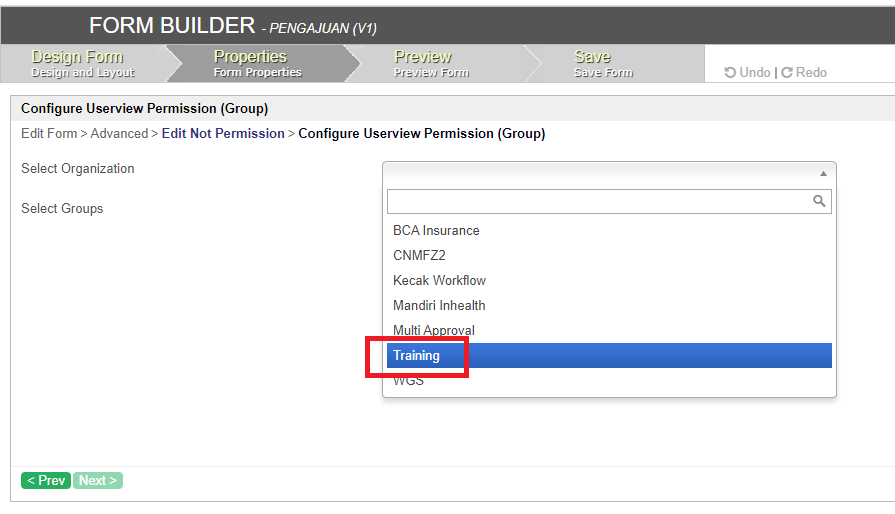 FORM BUILDER - PENGAJUAN (V1)
Design Form
Design and Layout
Properties
Form Properties
Preview
Preview Form
Save
Save Form
Undo | Redo
Configure Userview Permission (Group)
Edit Form > Advanced > Edit Not Permission > Configure Userview Permission (Group)
Select Organization
Select Groups
BCA Insurance
CNMFZ2
Kecak Workflow
Mandiri Inhealth
Multi Approval
Training
WGS
< Prev Next >